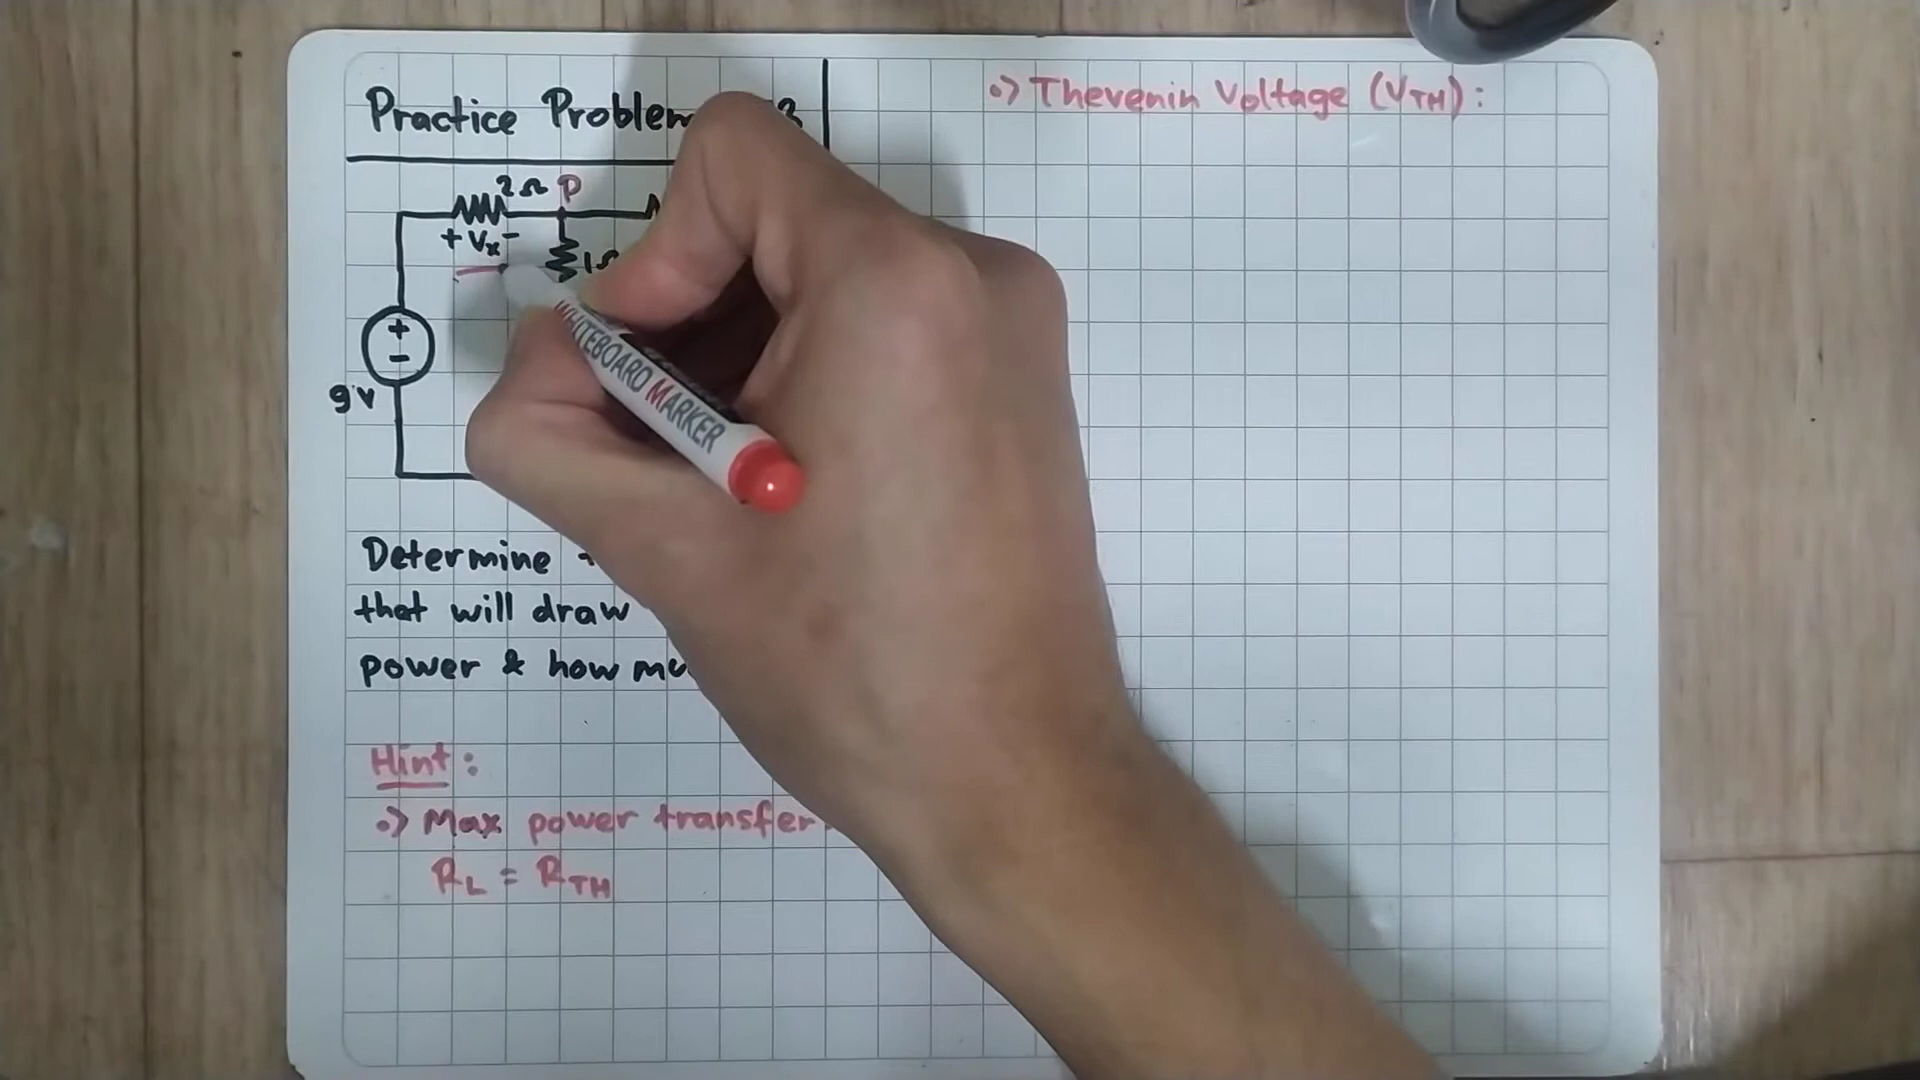 Practice Problem
∴) Thevenin Voltage (VTH) :
2Ω P
+ Vx -
1Ω
+
-
9V
WHITEBOARD MARKER
Determine
that will draw
power & how
Hint :
∴) Max power transfer
RL = RTH